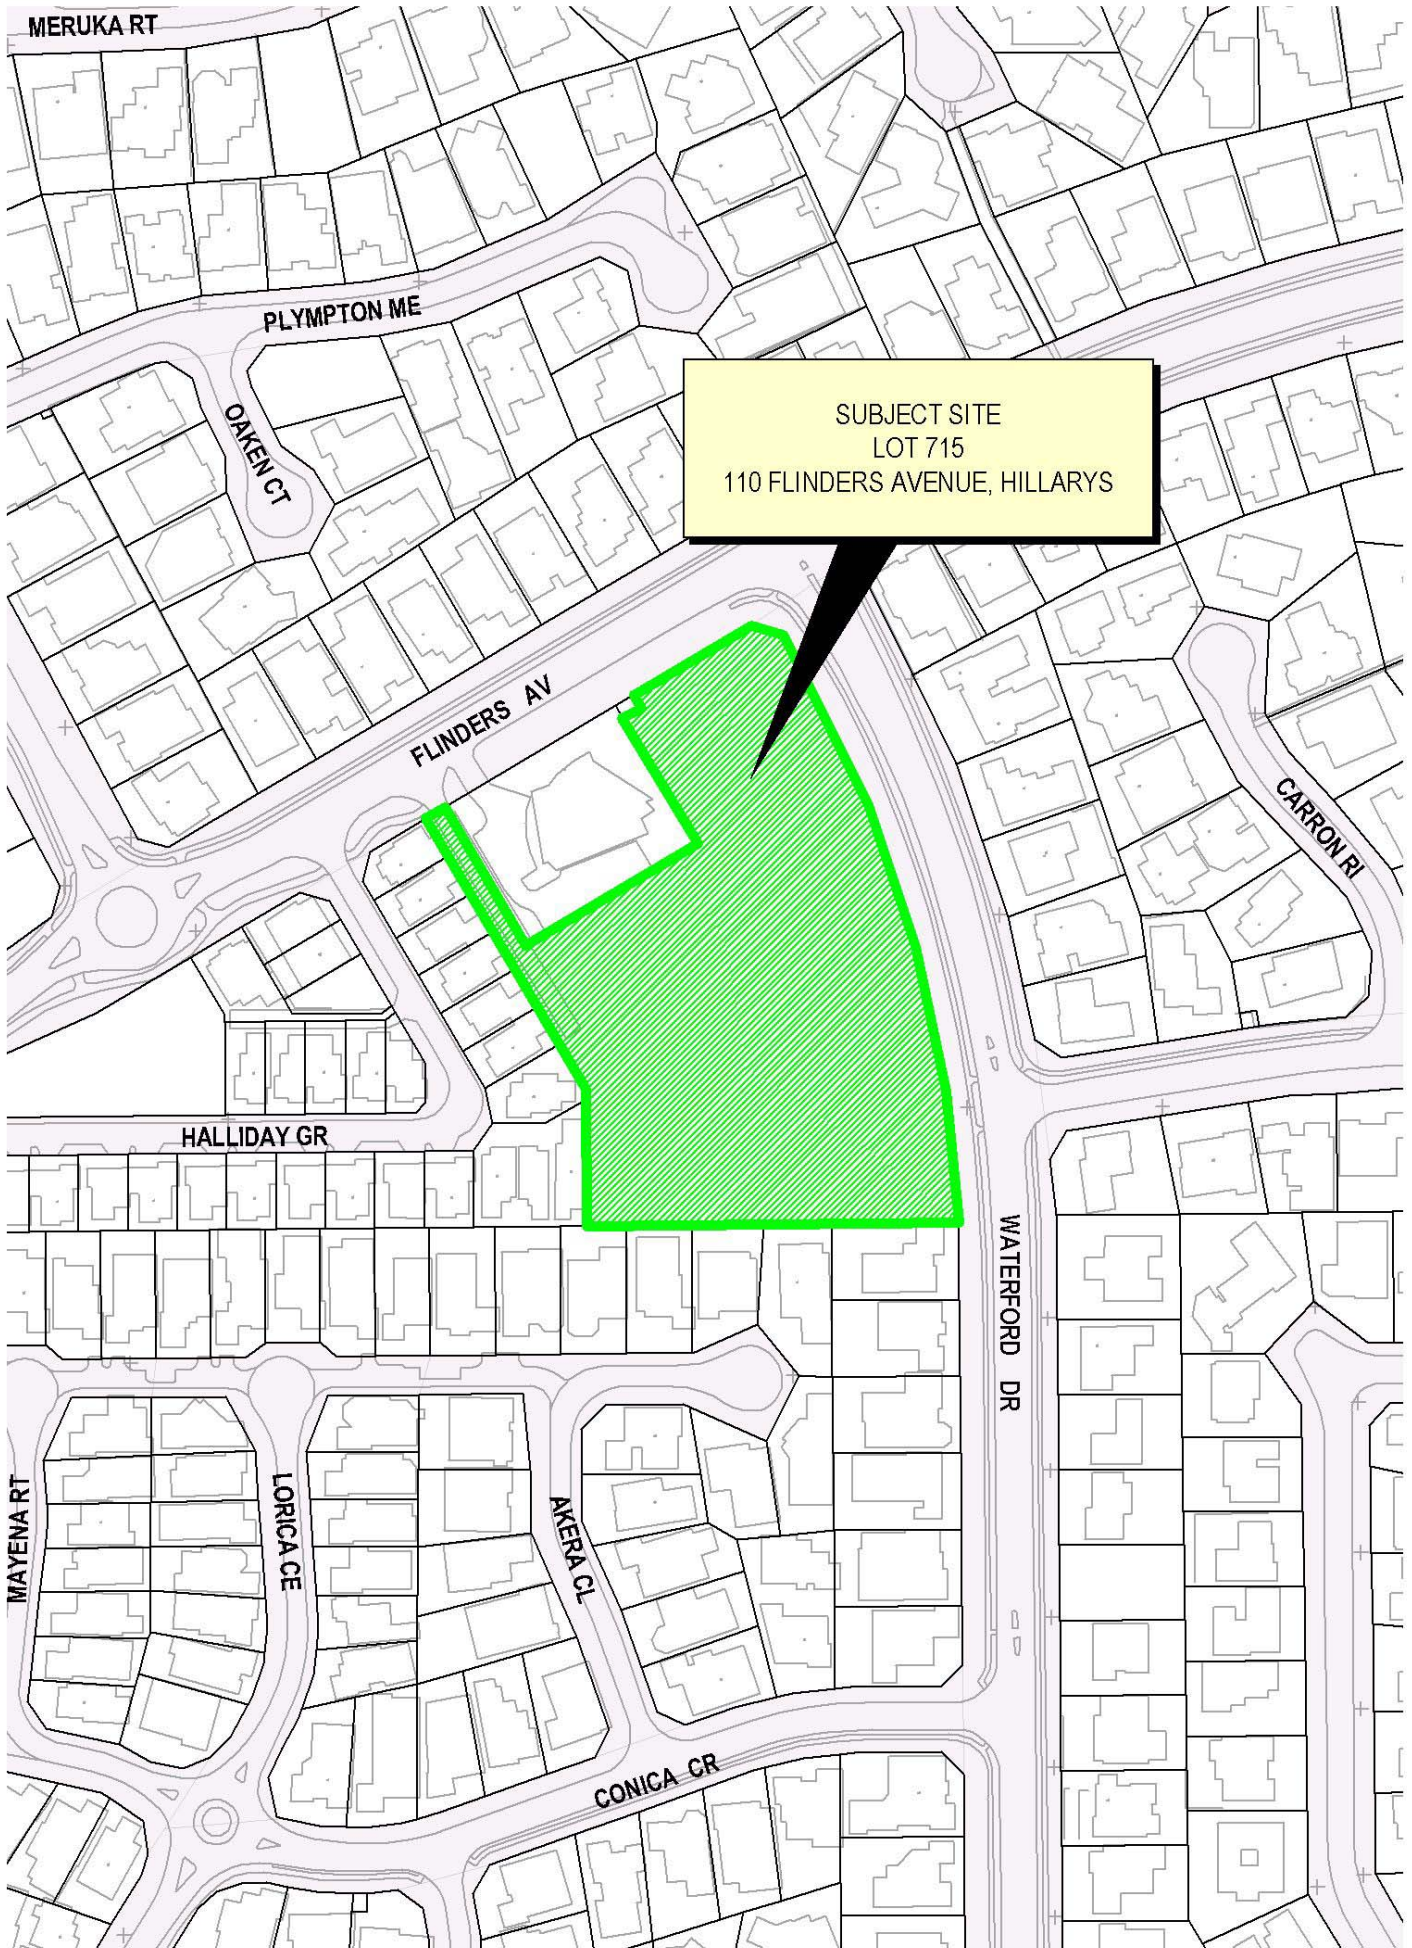 MERUKA RT
PLYMPTON ME
OAKEN CT
SUBJECT SITE
LOT 715
110 FLINDERS AVENUE, HILLARYS
FLINDERS AV
CARRON RI
HALLIDAY GR
WATERFORD DR
MAYENA RT
LORICA CE
AKERA CL
CONICA CR